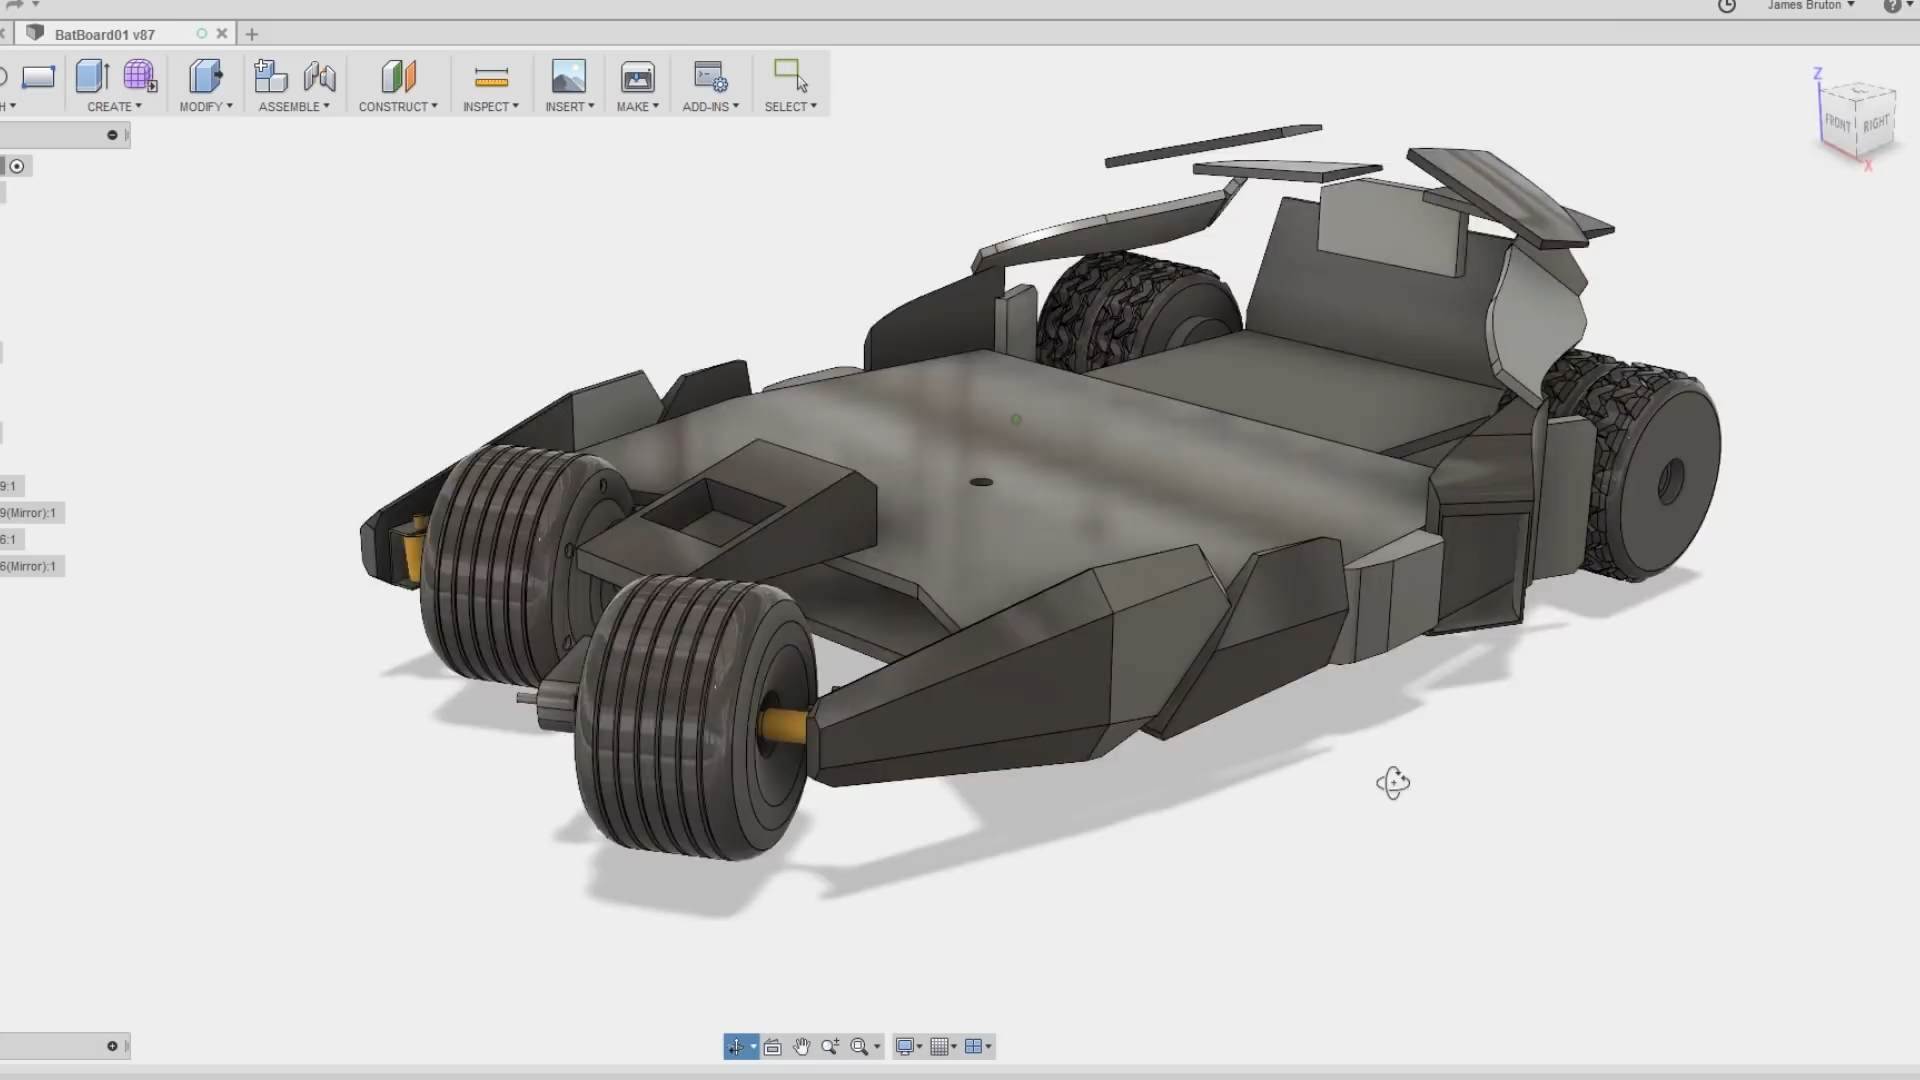 James Bruton
BatBoard01 v87
H CREATE MODIFY ASSEMBLE CONSTRUCT INSPECT INSERT MAKE ADD-INS SELECT
Z
FRONT RIGHT
X
9:1
9(Mirror):1
6:1
6(Mirror):1